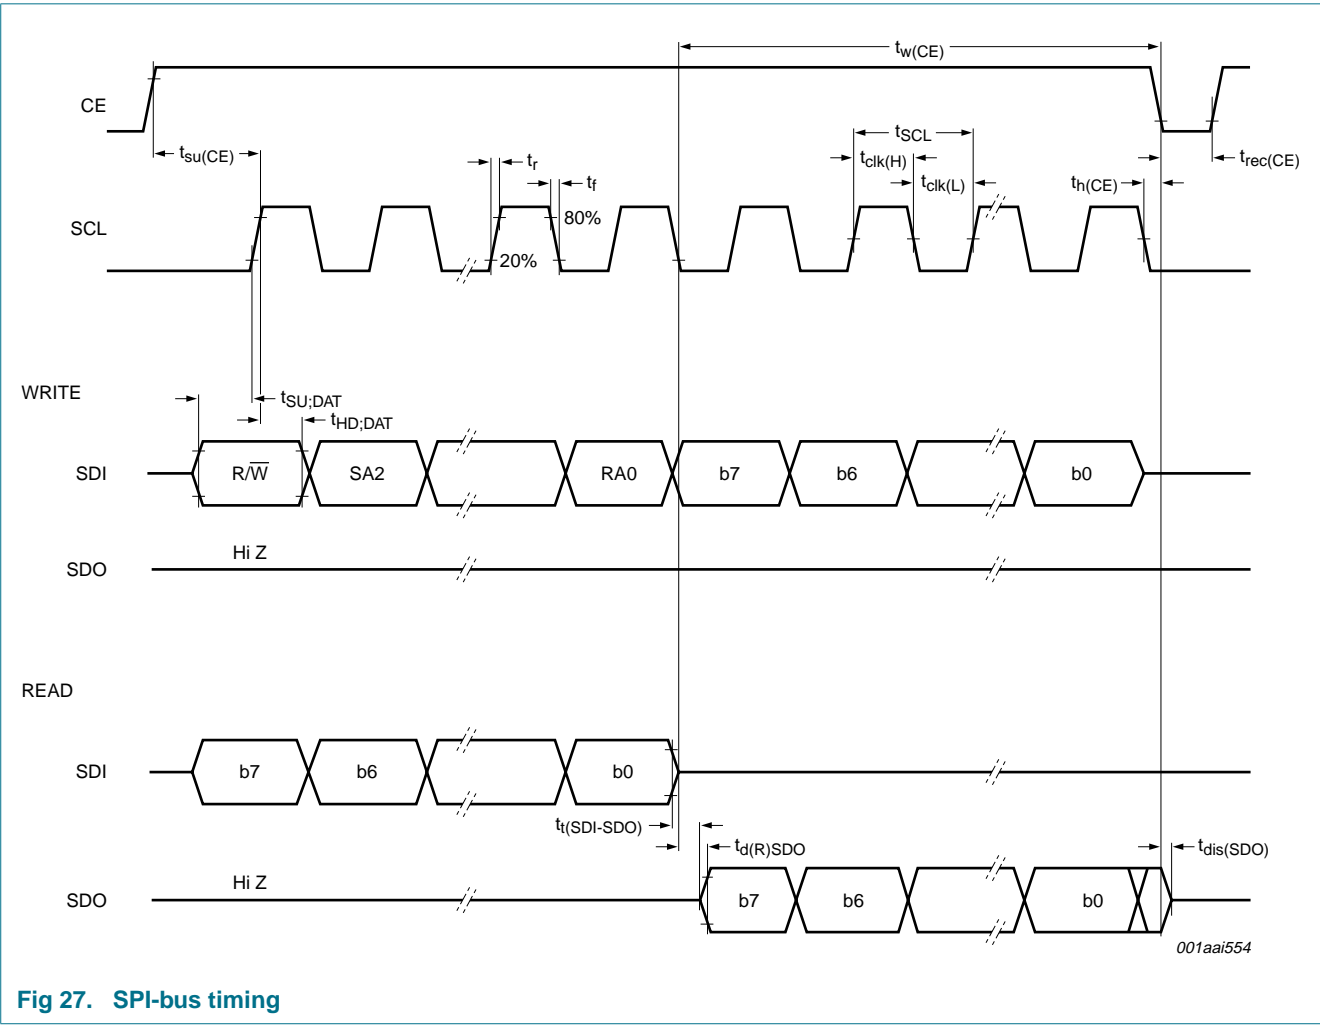 tw(CE)
CE
tSCL
tsu(CE)
tr
tclk(H)
trec(CE)
tf
tclk(L)
th(CE)
SCL
80%
20%
WRITE
tSU;DAT
tHD;DAT
SDI R/W SA2 RA0 b7 b6 b0
Hi Z
SDO
READ
SDI b7 b6 b0
tt(SDI-SDO)
td(R)SDO
tdis(SDO)
Hi Z
SDO b7 b6 b0
001aai554
Fig 27. SPI-bus timing